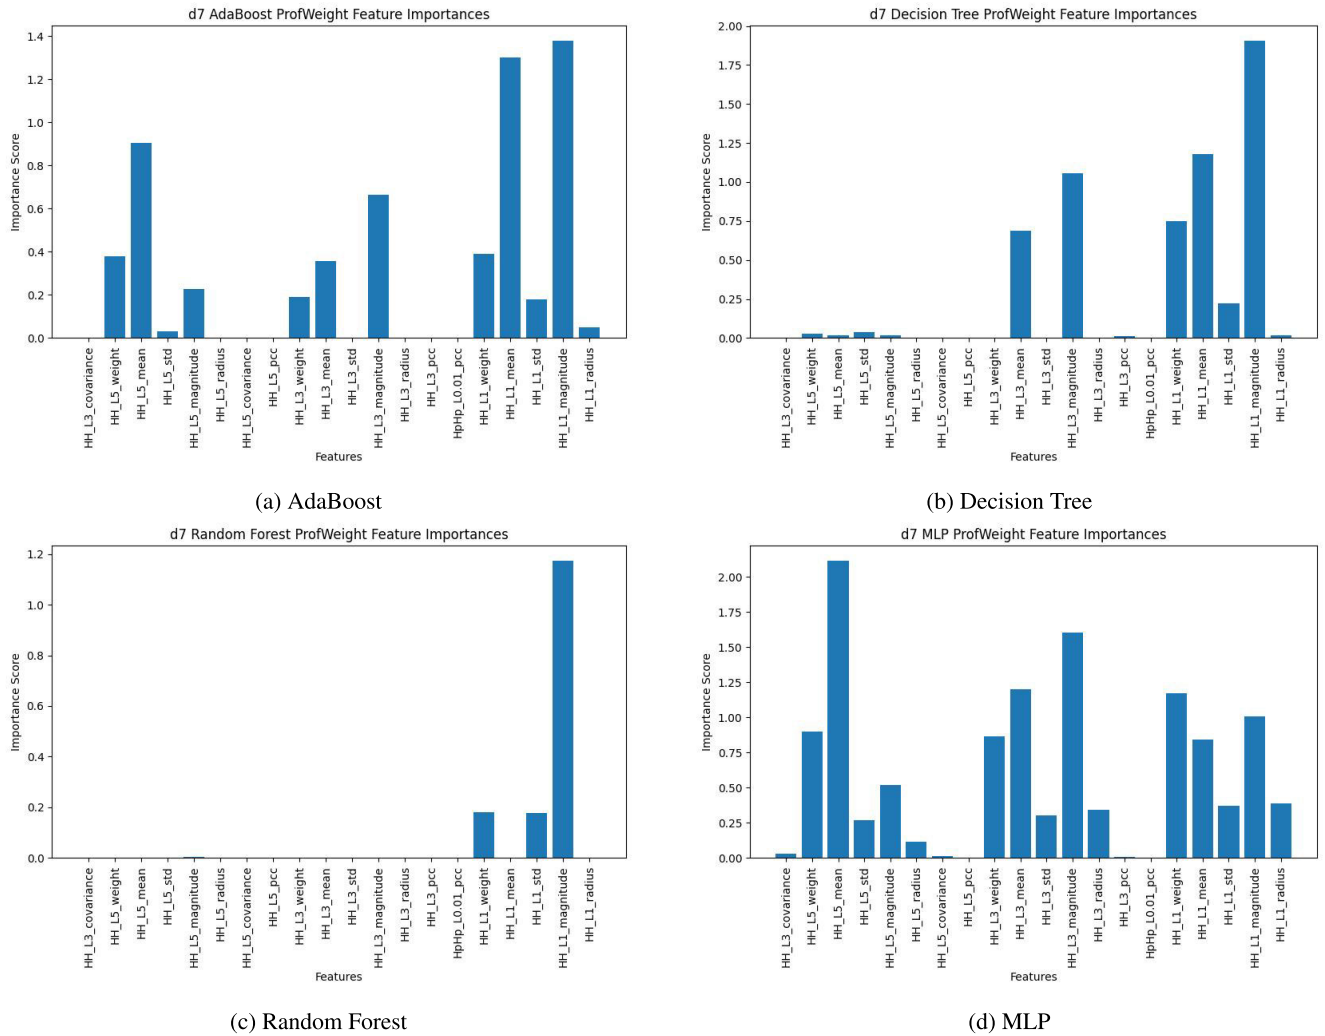 d7 AdaBoost ProfWeight Feature Importances
Importance Score
1.4
1.2
1.0
0.8
0.6
0.4
0.2
0.0
HH_L3_covariance
HH_L5_weight
HH_L5_mean
HH_L5_std
HH_L5_magnitude
HH_L5_radius
HH_L5_covariance
HH_L5_pcc
HH_L3_weight
HH_L3_mean
HH_L3_std
HH_L3_magnitude
HH_L3_radius
HH_L3_pcc
HpHp_L0.01_pcc
HH_L1_weight
HH_L1_mean
HH_L1_std
HH_L1_magnitude
HH_L1_radius
Features
(a) AdaBoost
d7 Decision Tree ProfWeight Feature Importances
Importance Score
2.00
1.75
1.50
1.25
1.00
0.75
0.50
0.25
0.00
HH_L3_covariance
HH_L5_weight
HH_L5_mean
HH_L5_std
HH_L5_magnitude
HH_L5_radius
HH_L5_covariance
HH_L5_pcc
HH_L3_weight
HH_L3_mean
HH_L3_std
HH_L3_magnitude
HH_L3_radius
HH_L3_pcc
HpHp_L0.01_pcc
HH_L1_weight
HH_L1_mean
HH_L1_std
HH_L1_magnitude
HH_L1_radius
Features
(b) Decision Tree
d7 Random Forest ProfWeight Feature Importances
Importance Score
1.2
1.0
0.8
0.6
0.4
0.2
0.0
HH_L3_covariance
HH_L5_weight
HH_L5_mean
HH_L5_std
HH_L5_magnitude
HH_L5_radius
HH_L5_covariance
HH_L5_pcc
HH_L3_weight
HH_L3_mean
HH_L3_std
HH_L3_magnitude
HH_L3_radius
HH_L3_pcc
HpHp_L0.01_pcc
HH_L1_weight
HH_L1_mean
HH_L1_std
HH_L1_magnitude
HH_L1_radius
Features
(c) Random Forest
d7 MLP ProfWeight Feature Importances
Importance Score
2.00
1.75
1.50
1.25
1.00
0.75
0.50
0.25
0.00
HH_L3_covariance
HH_L5_weight
HH_L5_mean
HH_L5_std
HH_L5_magnitude
HH_L5_radius
HH_L5_covariance
HH_L5_pcc
HH_L3_weight
HH_L3_mean
HH_L3_std
HH_L3_magnitude
HH_L3_radius
HH_L3_pcc
HpHp_L0.01_pcc
HH_L1_weight
HH_L1_mean
HH_L1_std
HH_L1_magnitude
HH_L1_radius
Features
(d) MLP